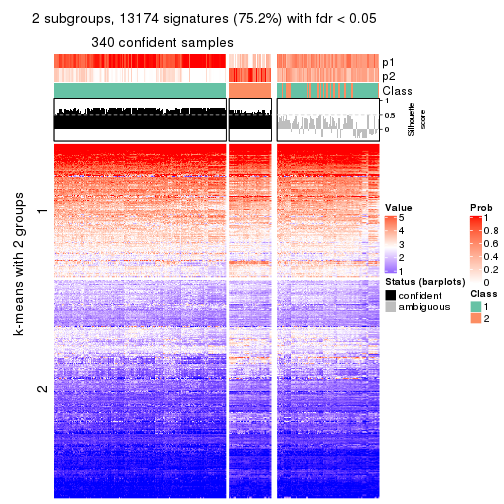 2 subgroups, 13174 signatures (75.2%) with fdr < 0.05
340 confident samples
p1
p2
Class
1
0.5
0
Silhouette
score
k-means with 2 groups
1
2
Value
5
4
3
2
1
Prob
1
0.8
0.6
0.4
0.2
0
Status (barplots)
confident
ambiguous
Class
1
2